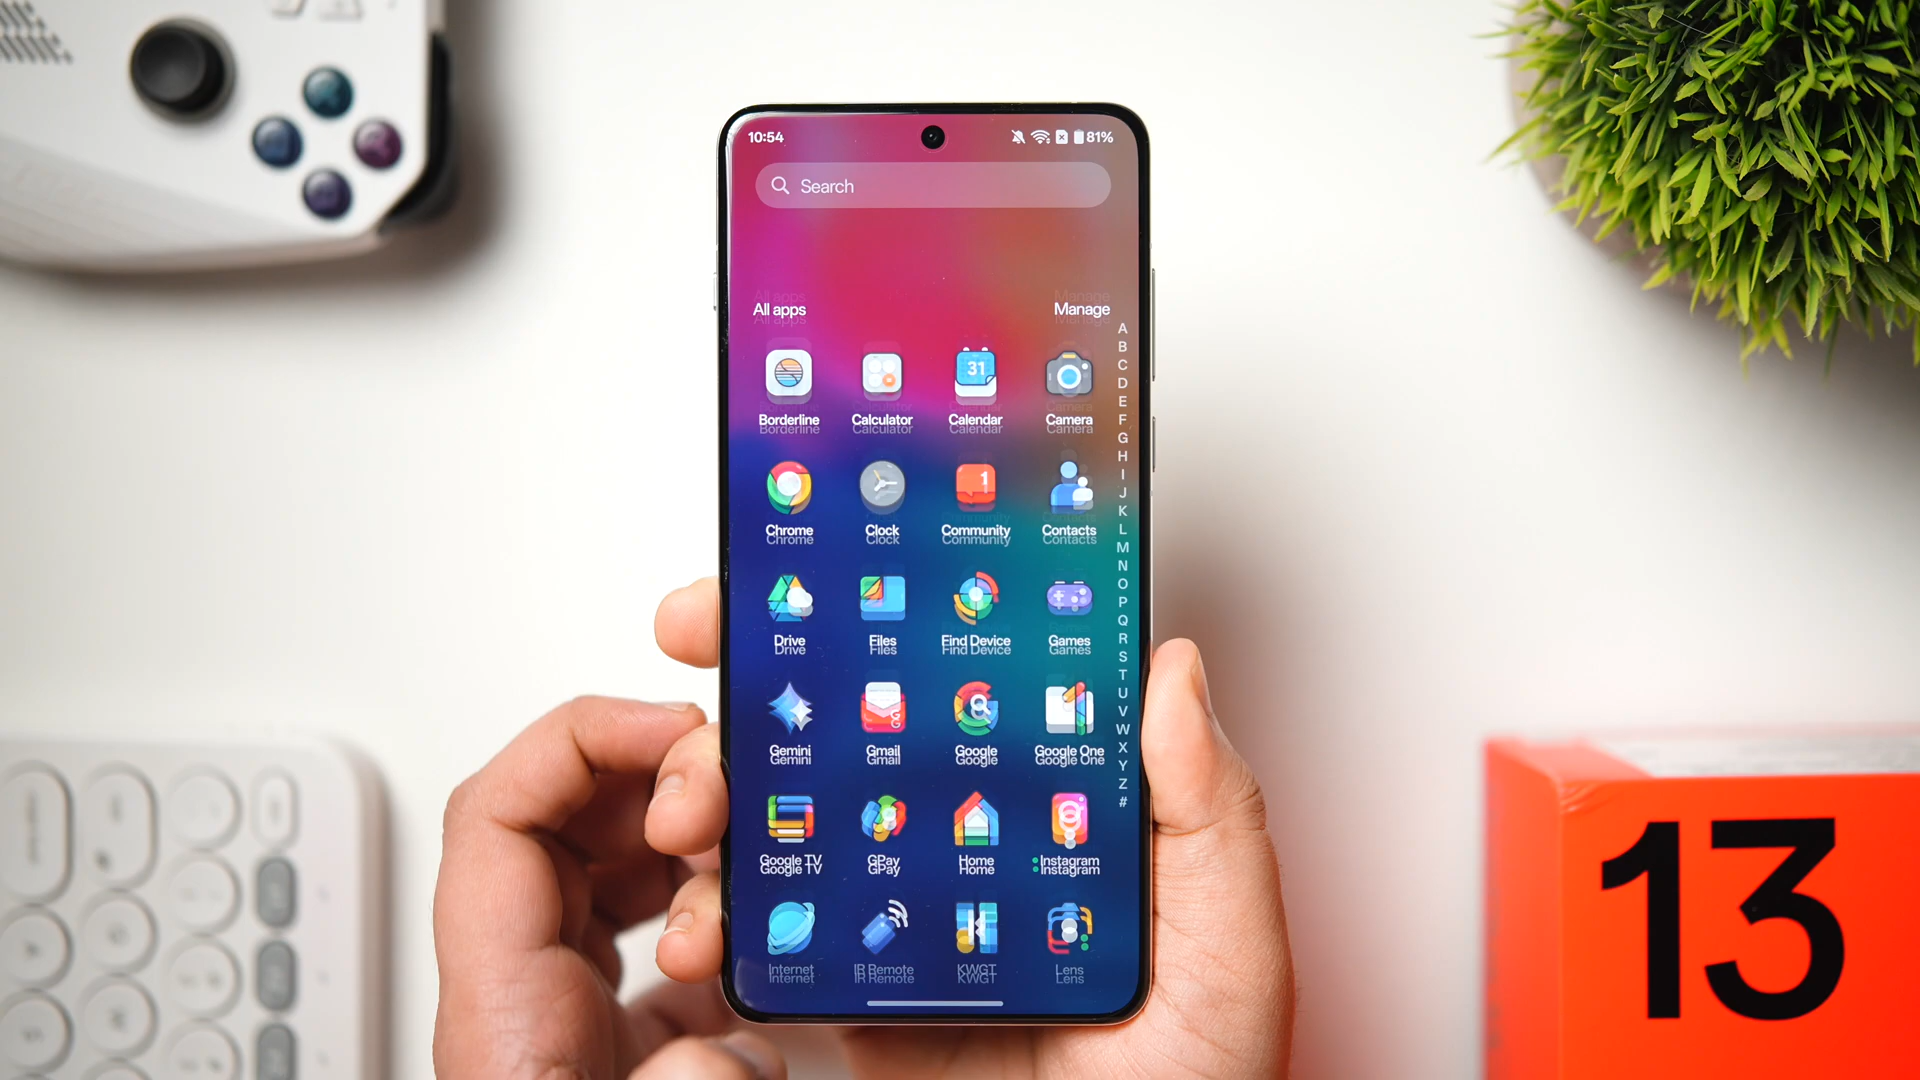 10:54
81%
Search
All apps
Manage
Borderline Calculator Calendar Camera
31
Chrome Clock Community Contacts
1
Drive Files Find Device Games
Gemini Gmail Google Google One
Google TV GPay Home Instagram
Internet IR Remote KWGT Lens
A
B
C
D
E
F
G
H
I
J
K
L
M
N
O
P
Q
R
S
T
U
V
W
X
Y
Z
#
13